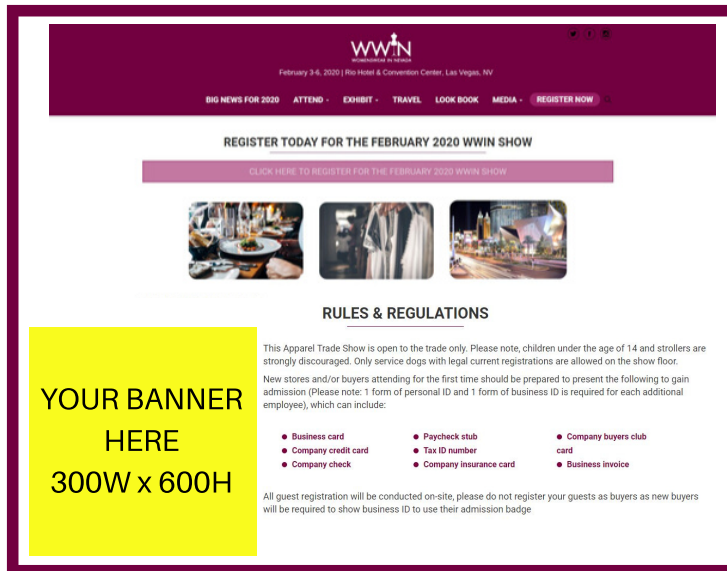 WWIN
WOMENSWEAR IN NEVADA
February 3-6, 2020 | Rio Hotel & Convention Center, Las Vegas, NV
BIG NEWS FOR 2020 ATTEND EXHIBIT TRAVEL LOOK BOOK MEDIA REGISTER NOW
REGISTER TODAY FOR THE FEBRUARY 2020 WWIN SHOW
CLICK HERE TO REGISTER FOR THE FEBRUARY 2020 WWIN SHOW
RULES & REGULATIONS
This Apparel Trade Show is open to the trade only. Please note, children under the age of 14 and strollers are
strongly discouraged. Only service dogs with legal current registrations are allowed on the show floor.
New stores and/or buyers attending for the first time should be prepared to present the following to gain
admission (Please note: 1 form of personal ID and 1 form of business ID is required for each additional
employee), which can include:
Business card
Company credit card
Company check
Paycheck stub
Tax ID number
Company insurance card
Company buyers club
card
Business invoice
All guest registration will be conducted on-site, please do not register your guests as buyers as new buyers
will be required to show business ID to use their admission badge
YOUR BANNER
HERE
300W x 600H